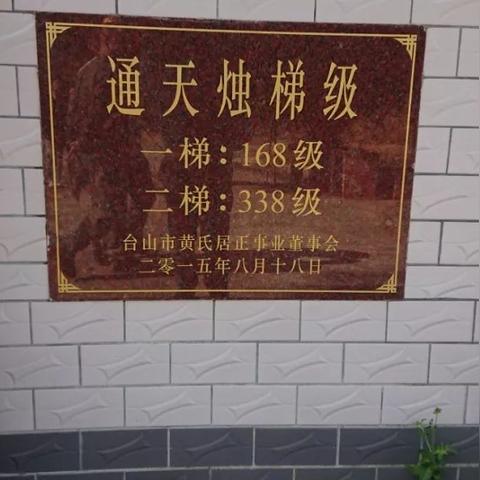 通天烛梯级
一梯：168级
二梯：338级
台山市黄氏居正事业董事会
二零一五年八月十八日